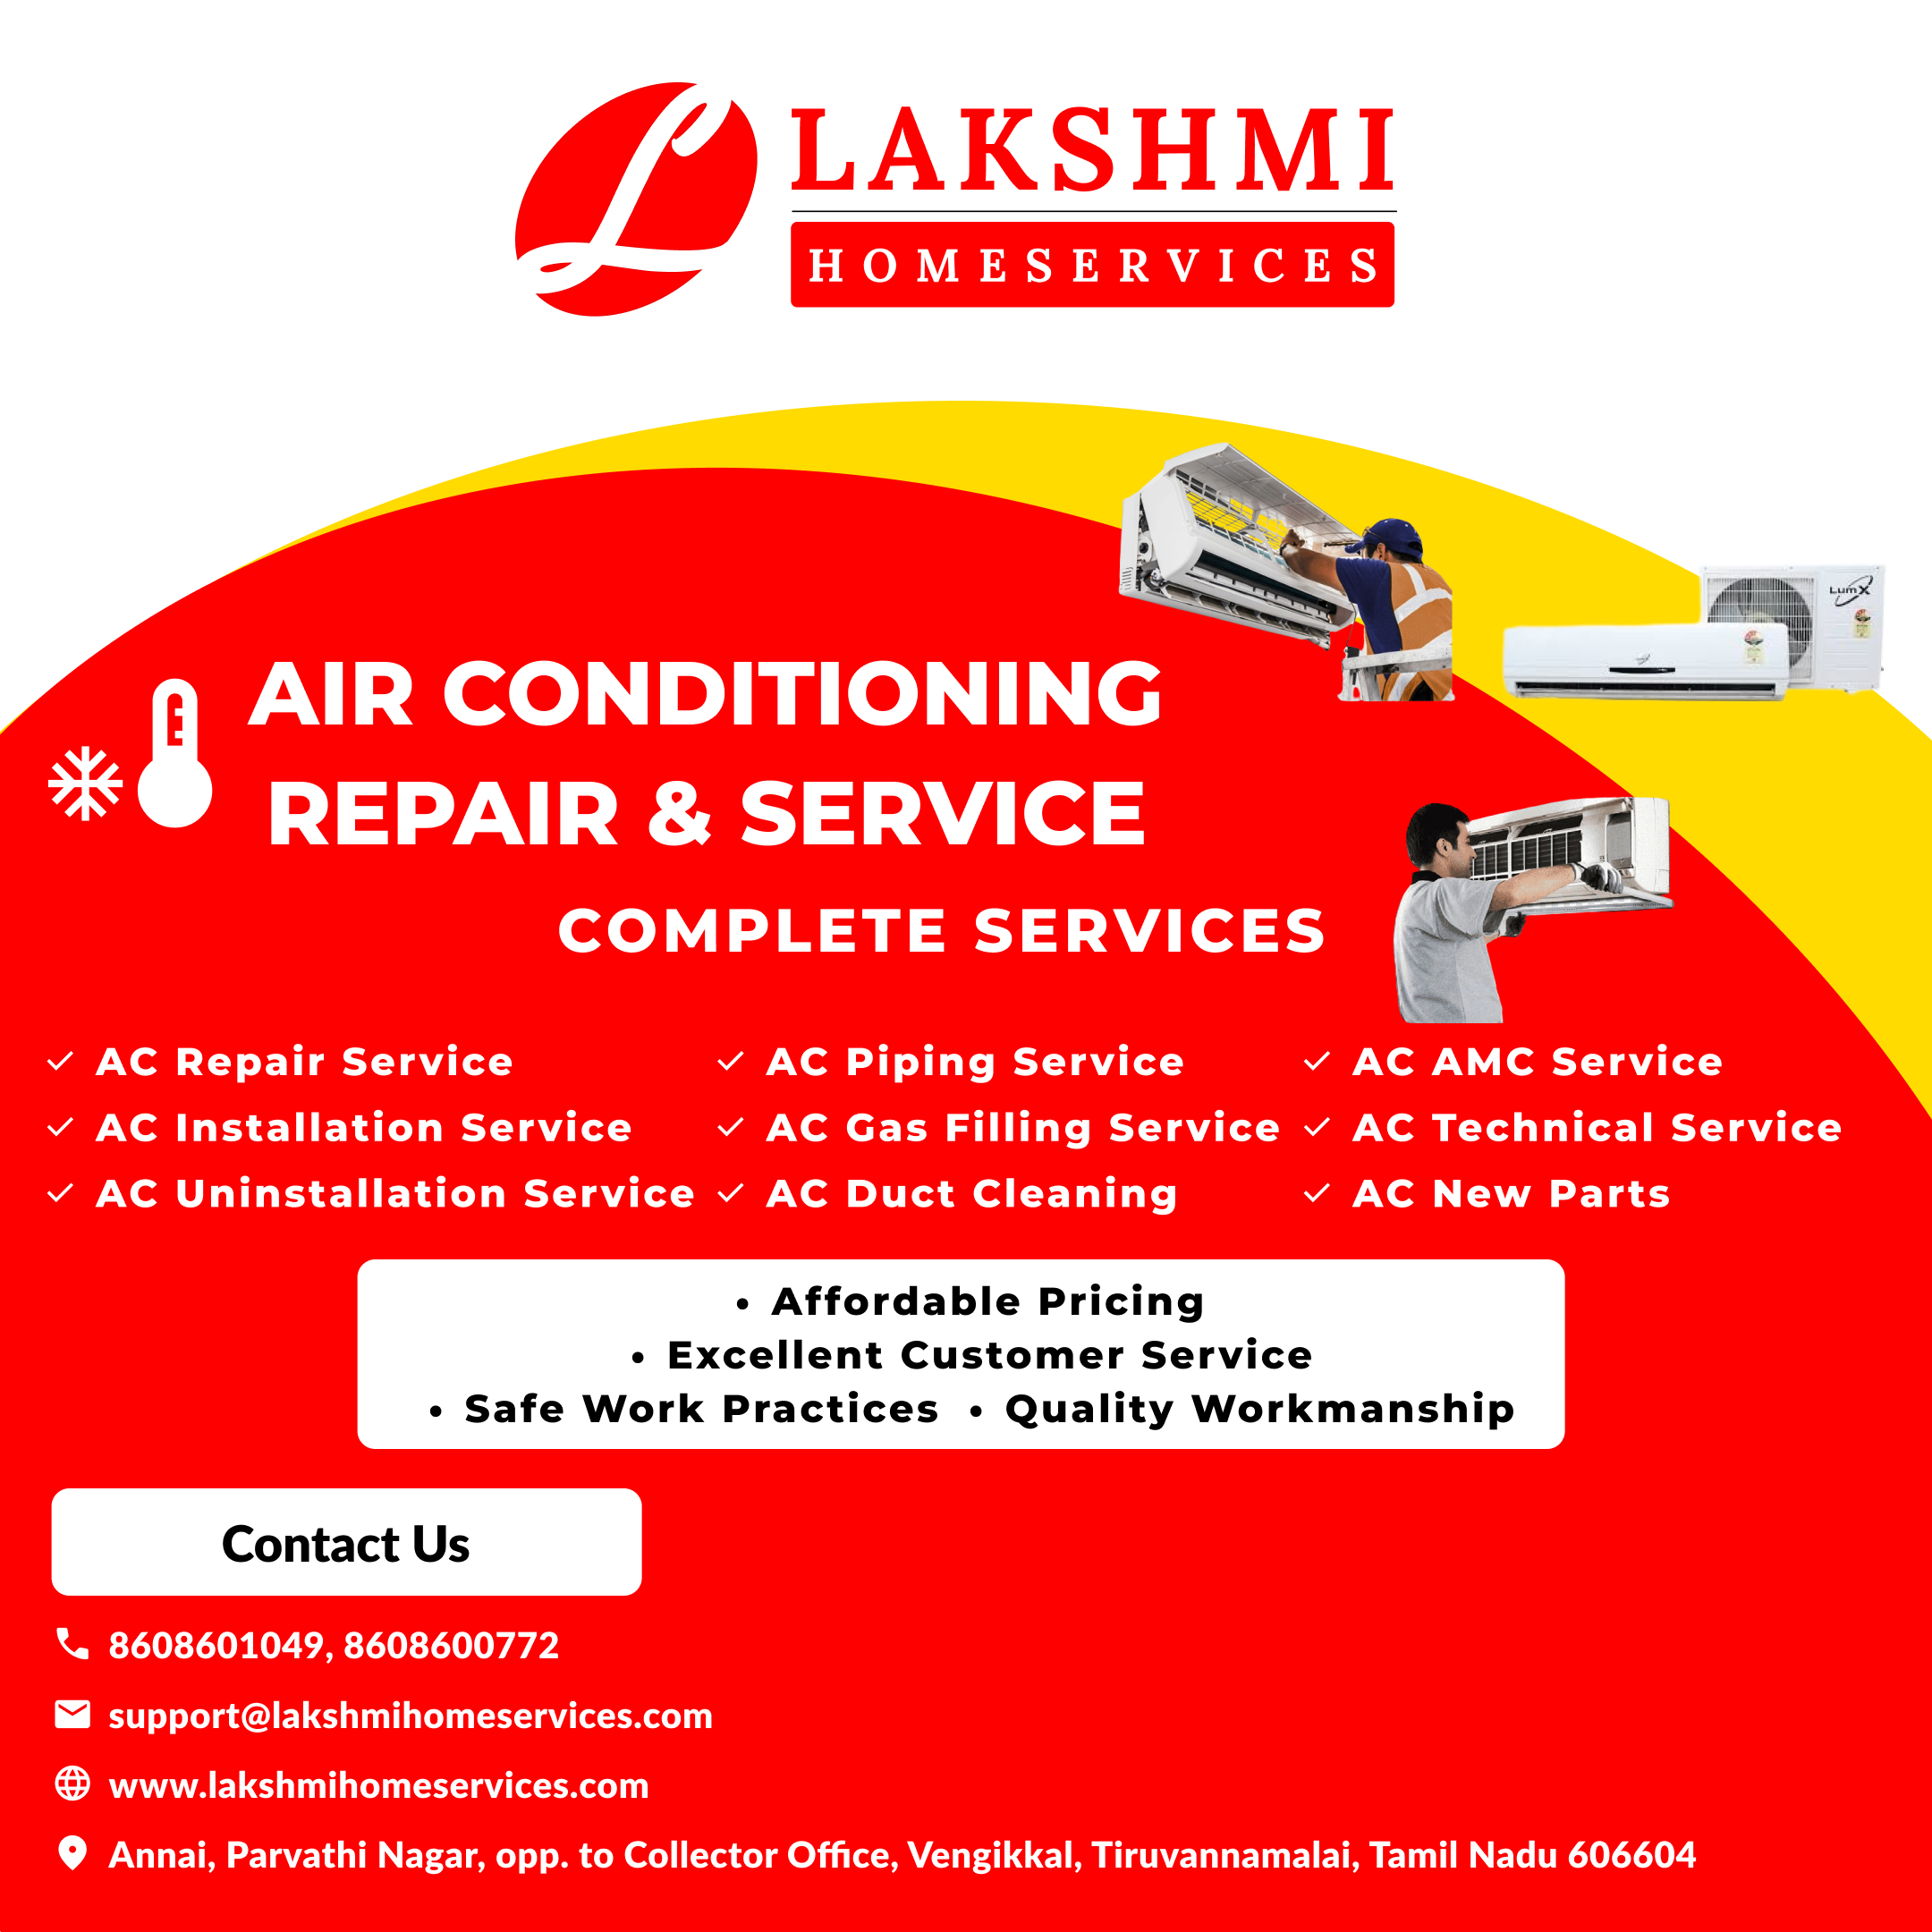 LAKSHMI
HOMESERVICES
LumX
AIR CONDITIONING
REPAIR & SERVICE
COMPLETE SERVICES
AC Repair Service
AC Installation Service
AC Uninstallation Service
AC Piping Service
AC Gas Filling Service
AC Duct Cleaning
AC AMC Service
AC Technical Service
AC New Parts
• Affordable Pricing
• Excellent Customer Service
• Safe Work Practices • Quality Workmanship
Contact Us
8608601049, 8608600772
support@lakshmihomeservices.com
www.lakshmihomeservices.com
Annai, Parvathi Nagar, opp. to Collector Office, Vengikkal, Tiruvannamalai, Tamil Nadu 606604